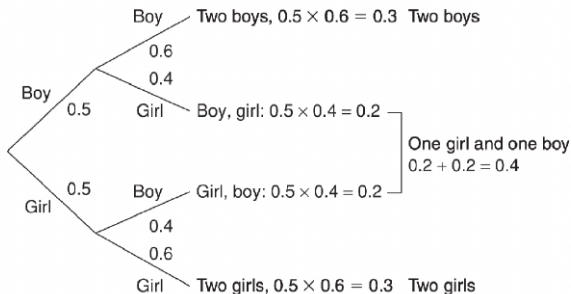 Boy Two boys, 0.5 × 0.6 = 0.3 Two boys
0.6
0.4
Boy
0.5
Girl Boy, girl: 0.5 × 0.4 = 0.2
One girl and one boy
0.2 + 0.2 = 0.4
0.5
Girl
Boy Girl, boy: 0.5 × 0.4 = 0.2
0.4
0.6
Girl Two girls, 0.5 × 0.6 = 0.3 Two girls